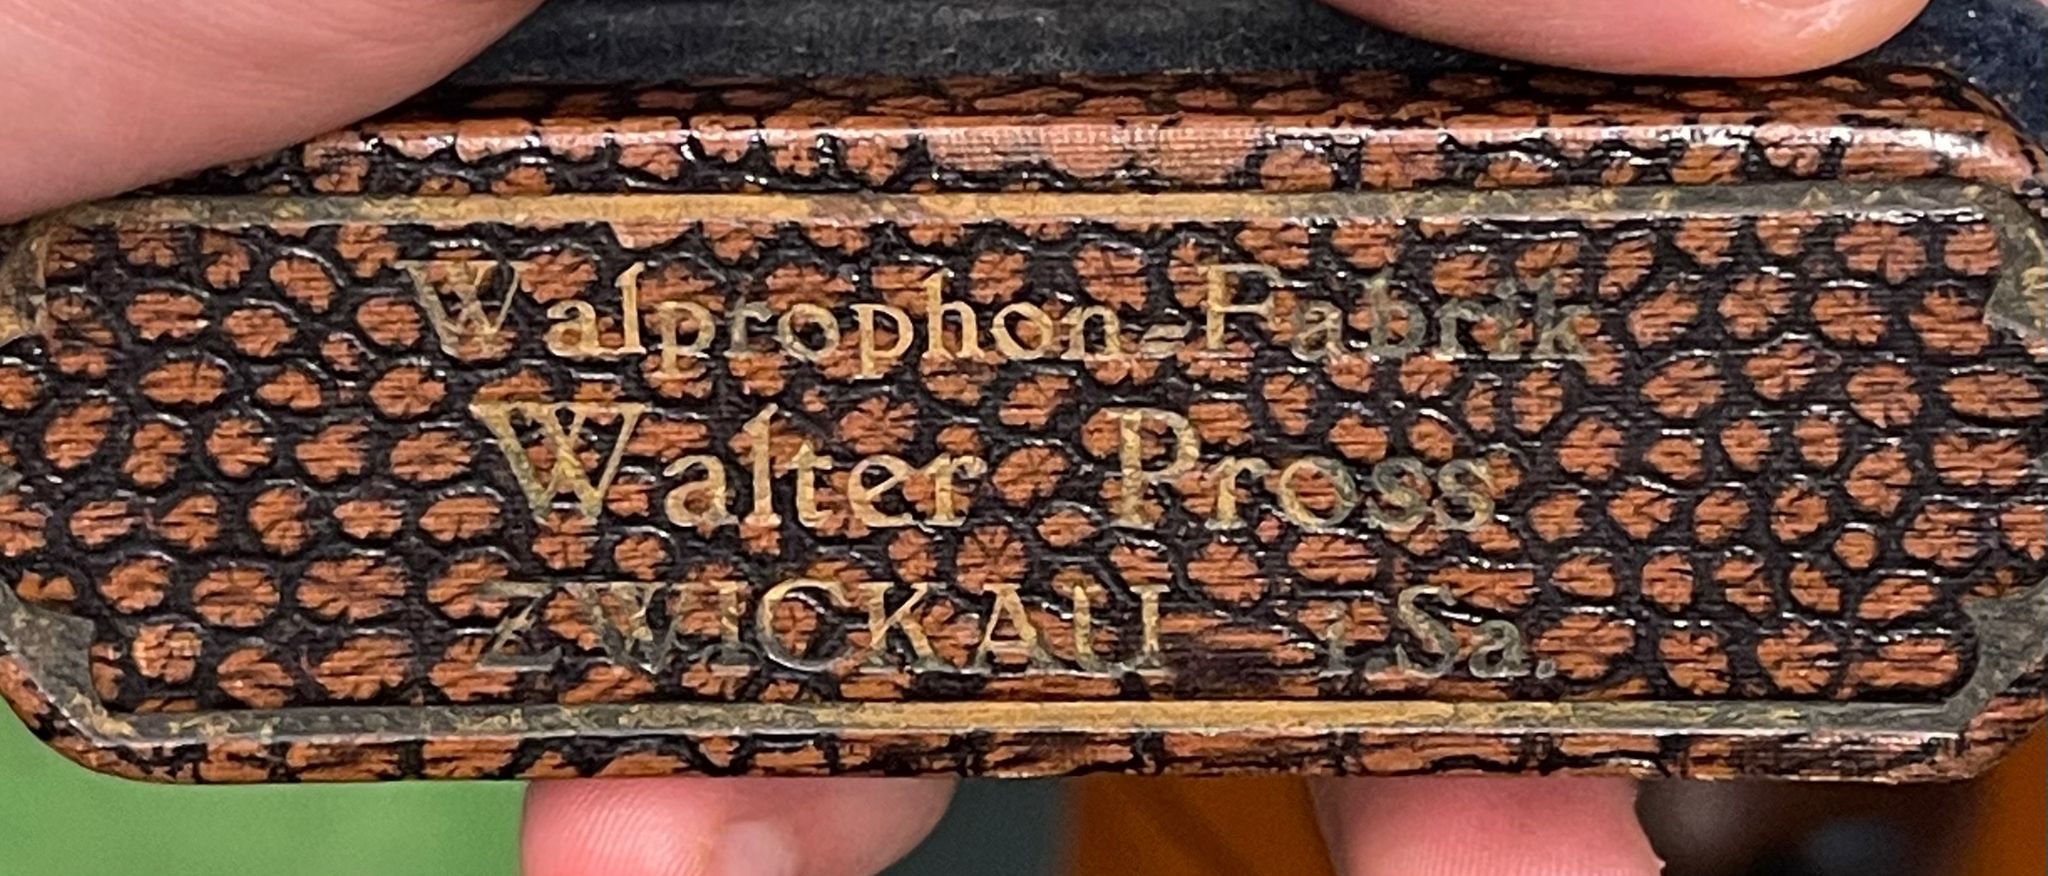 Walprophon-Fabrik
Walter Pross
ZWICKAU i.Sa.